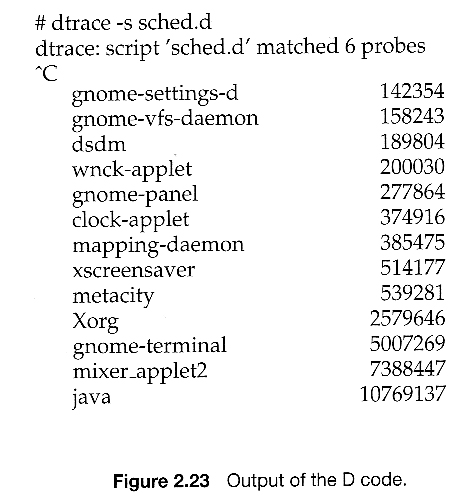 # dtrace -s sched.d
dtrace: script 'sched.d' matched 6 probes
^C
gnome-settings-d 142354
gnome-vfs-daemon 158243
dsdm 189804
wnck-applet 200030
gnome-panel 277864
clock-applet 374916
mapping-daemon 385475
xscreensaver 514177
metacity 539281
Xorg 2579646
gnome-terminal 5007269
mixer_applet2 7388447
java 10769137
Figure 2.23 Output of the D code.